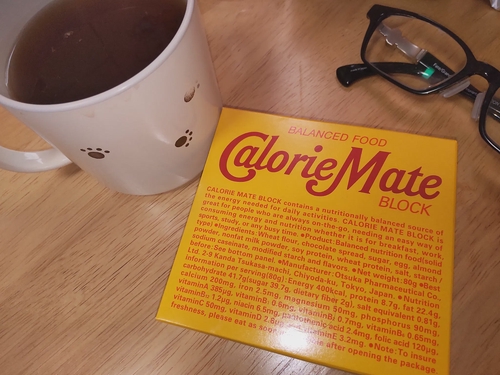 BALANCED FOOD
CalorieMate
BLOCK
CALORIE MATE BLOCK contains a nutritionally balanced source of
the energy needed for daily activities. CALORIE MATE BLOCK is
great for people who are always on-the-go, needing an easy way of
consuming energy and nutrition whether it is for breakfast, work,
sports, study, or any busy time! ●Product: Balanced nutrition food(block
type) ●Ingredients: Wheat flour, chocolate spread, sugar, egg, almond
powder, nonfat milk powder, soy protein, wheat protein, salt, starch /
sodium caseinate, modified starch and flavors. ●Net weight: 80g ●Best
before: See bottom panel. ●Manufacturer: Otsuka Pharmaceutical Co.,
Ltd. 2-9 Kanda Tsukasa-machi, Chiyoda-ku, Tokyo, Japan. ●Nutrition
information per serving(80g): Energy 400kcal, protein 8.7g, fat 22.4g,
carbohydrate 41.7g(sugar 39.7g, dietary fiber 2g), salt equivalent 0.81g,
calcium 200mg, iron 2.5mg, magnesium 50mg, phosphorus 90mg,
vitaminA 385μg, vitaminB₁ 0.6mg, vitaminB₂ 0.7mg, vitaminB₆ 0.65mg,
vitaminB₁₂ 1.2μg, niacin 6.5mg, pantothenic acid 2.4mg, folic acid 120μg,
vitaminC 50mg, vitaminD 2.8μg, vitaminE 3.2mg. ●Note: To insure
freshness, please eat as soon as possible after opening the package.